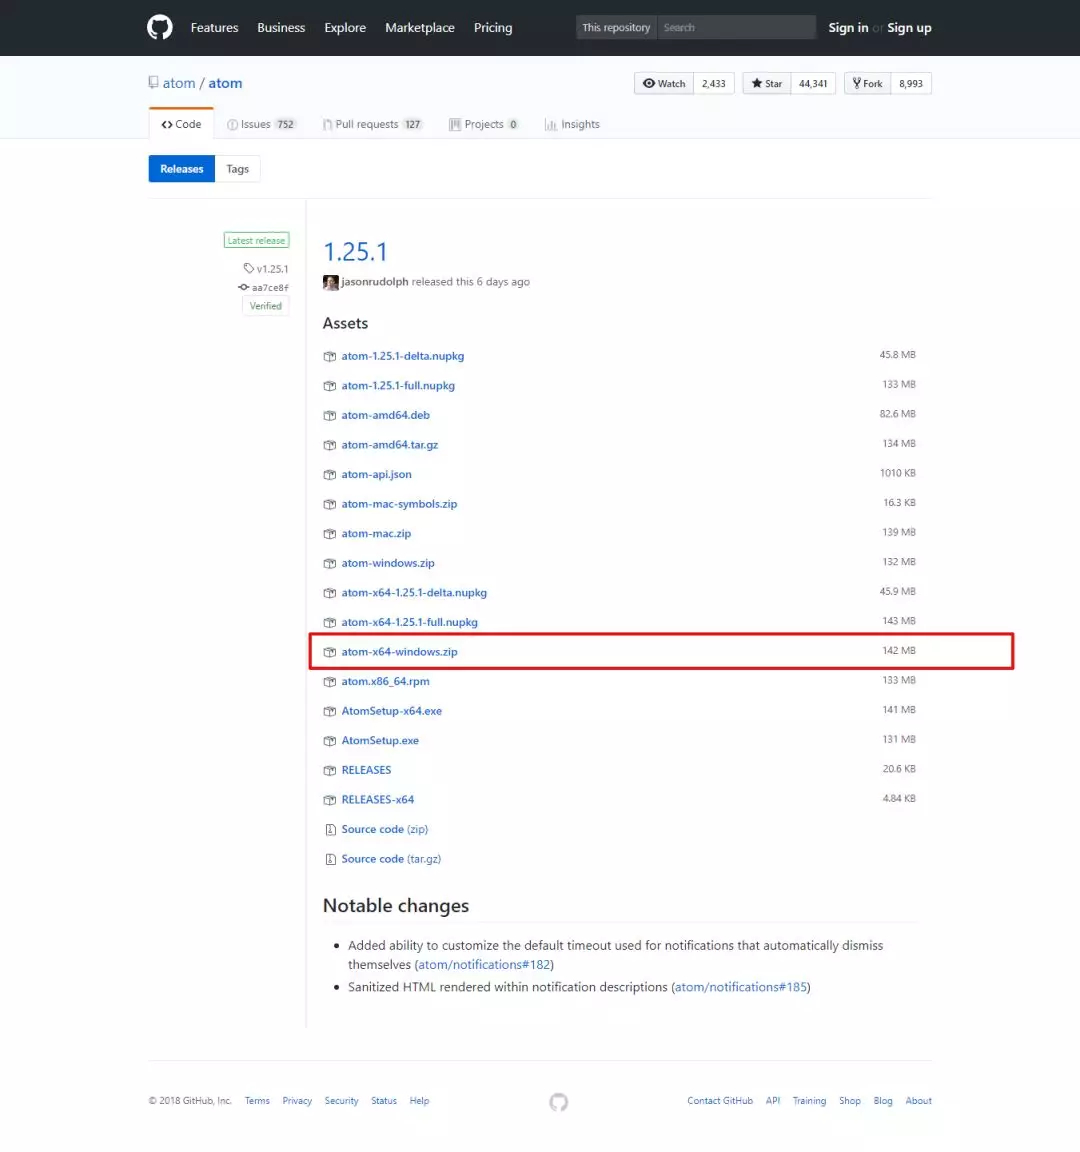 Features Business Explore Marketplace Pricing This repository Search Sign in or Sign up
atom / atom Watch 2,433 Star 44,341 Fork 8,993
Code Issues 752 Pull requests 127 Projects 0 Insights
Releases Tags
Latest release
v1.25.1
aa7ce8f
Verified
1.25.1
jasonrudolph released this 6 days ago
Assets
atom-1.25.1-delta.nupkg 45.8 MB
atom-1.25.1-full.nupkg 133 MB
atom-amd64.deb 82.6 MB
atom-amd64.tar.gz 134 MB
atom-api.json 1010 KB
atom-mac-symbols.zip 16.3 KB
atom-mac.zip 139 MB
atom-windows.zip 132 MB
atom-x64-1.25.1-delta.nupkg 45.9 MB
atom-x64-1.25.1-full.nupkg 143 MB
atom-x64-windows.zip 142 MB
atom.x86_64.rpm 133 MB
AtomSetup-x64.exe 141 MB
AtomSetup.exe 131 MB
RELEASES 20.6 KB
RELEASES-x64 4.84 KB
Source code (zip)
Source code (tar.gz)
Notable changes
• Added ability to customize the default timeout used for notifications that automatically dismiss
themselves (atom/notifications#182)
• Sanitized HTML rendered within notification descriptions (atom/notifications#185)
© 2018 GitHub, Inc. Terms Privacy Security Status Help Contact GitHub API Training Shop Blog About